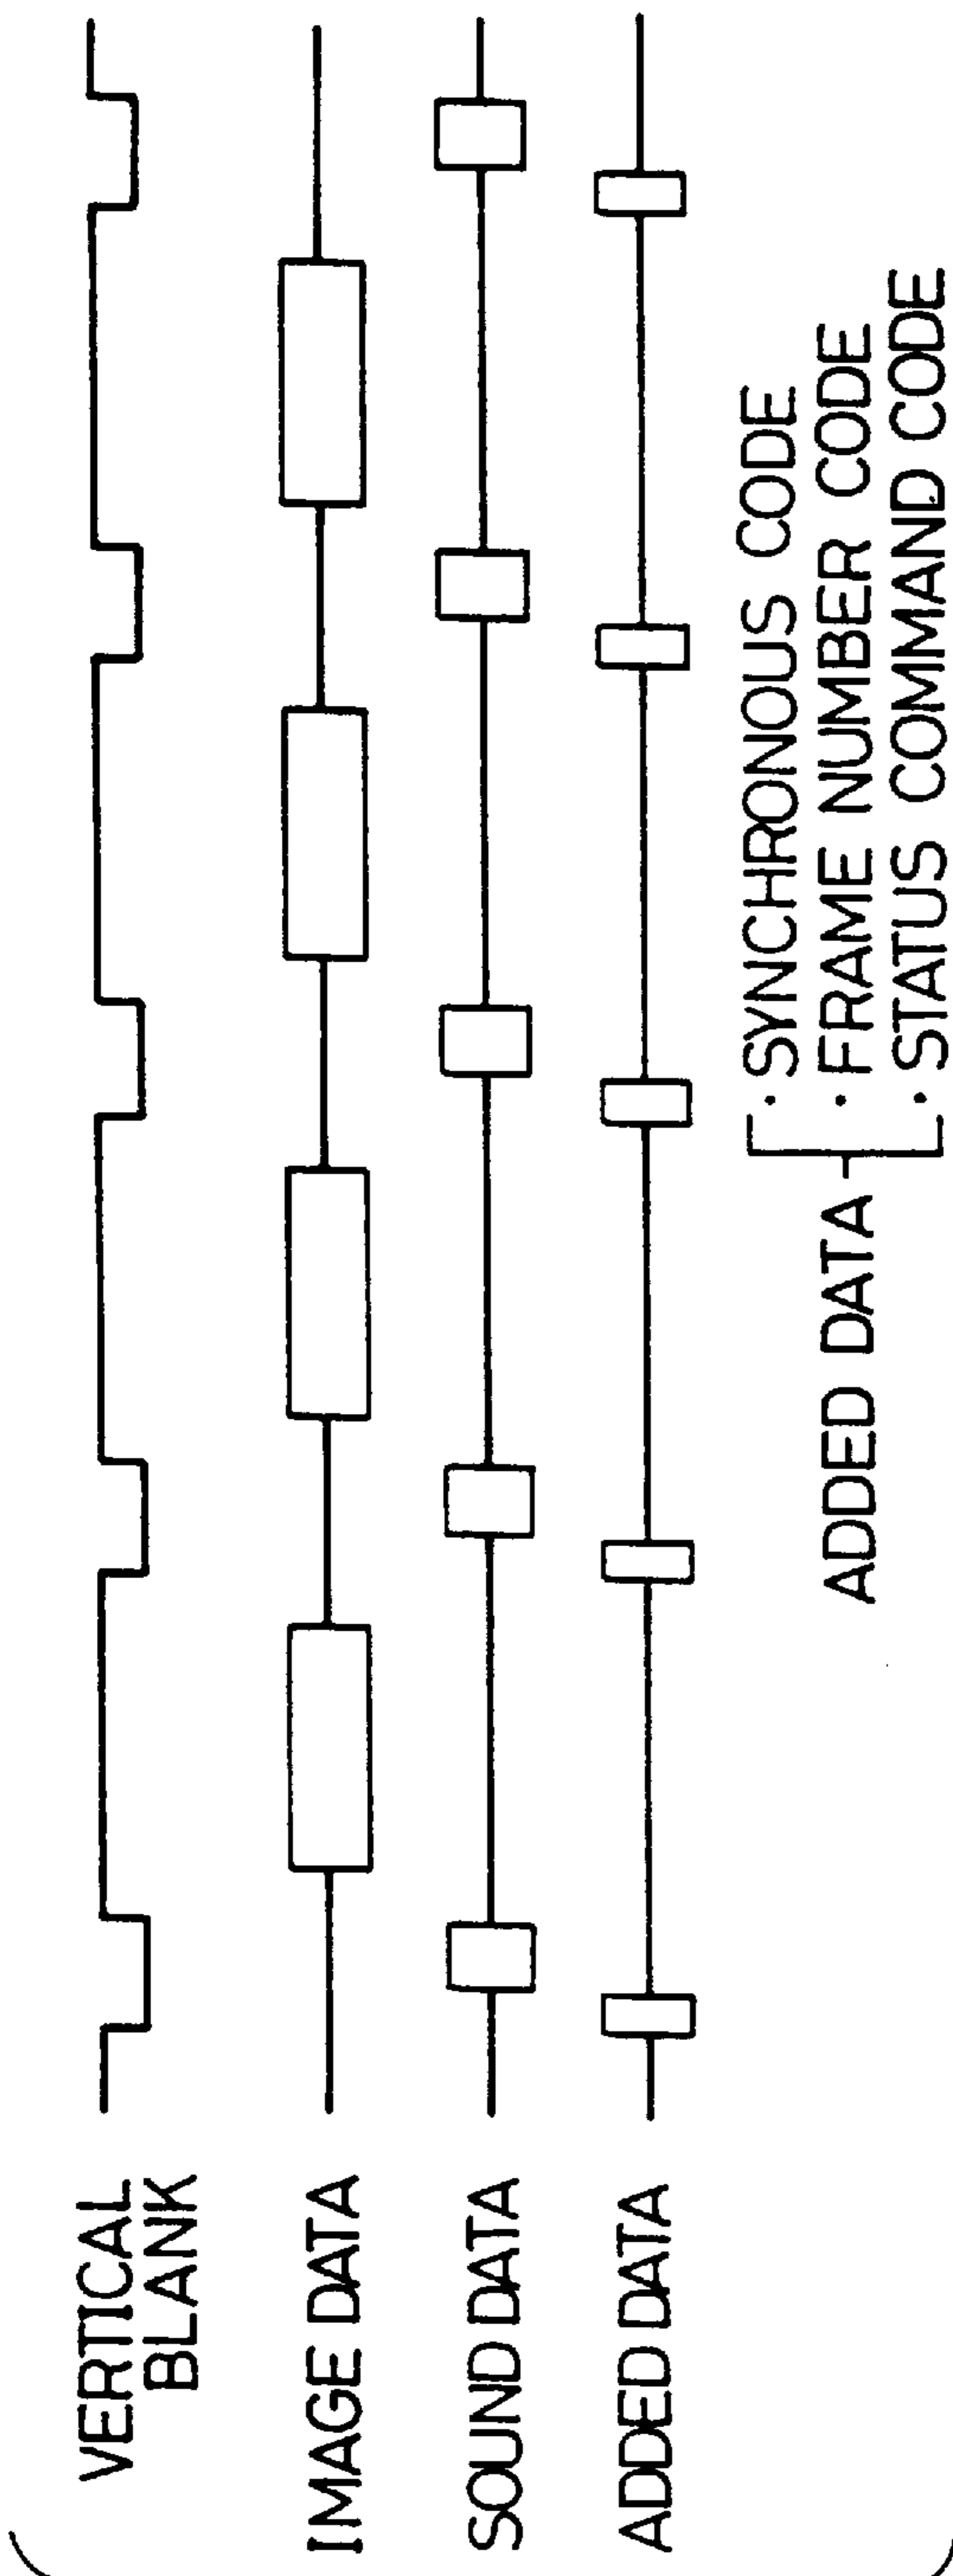 VERTICAL
BLANK
IMAGE DATA
SOUND DATA
ADDED DATA
ADDED DATA
· SYNCHRONOUS CODE
· FRAME NUMBER CODE
· STATUS COMMAND CODE